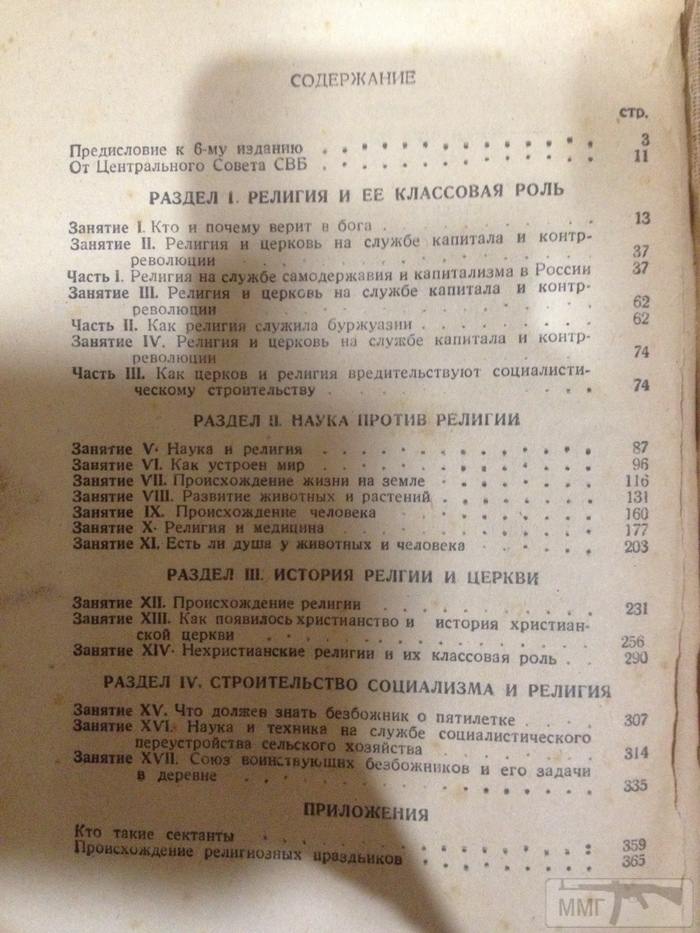 СОДЕРЖАНИЕ
стр.
Предисловие к 6-му изданию 3
От Центрального Совета СВБ 11
РАЗДЕЛ I. РЕЛИГИЯ И ЕЕ КЛАССОВАЯ РОЛЬ
Занятие I. Кто и почему верит в бога 13
Занятие II. Религия и церковь на службе капитала и контр-
революции 37
Часть I. Религия на службе самодержавия и капитализма в России 37
Занятие III. Религия и церковь на службе капитала и контр-
революции 62
Часть II. Как религия служила буржуазии 62
Занятие IV. Религия и церковь на службе капитала и контр-
революции 74
Часть III. Как церков и религия вредительствуют социалисти-
ческому строительству 74
РАЗДЕЛ II. НАУКА ПРОТИВ РЕЛИГИИ
Занятие V. Наука и религия 87
Занятие VI. Как устроен мир 96
Занятие VII. Происхождение жизни на земле 116
Занятие VIII. Развитие животных и растений 131
Занятие IX. Происхождение человека 160
Занятие X. Религия и медицина 177
Занятие XI. Есть ли душа у животных и человека 203
РАЗДЕЛ III. ИСТОРИЯ РЕЛГИИ И ЦЕРКВИ
Занятие XII. Происхождение религии 231
Занятие XIII. Как появилось христианство и история христиан-
ской церкви 256
Занятие XIV. Нехристианские религии и их классовая роль 290
РАЗДЕЛ IV. СТРОИТЕЛЬСТВО СОЦИАЛИЗМА И РЕЛИГИЯ
Занятие XV. Что должен знать безбожник о пятилетке 307
Занятие XVI. Наука и техника на службе социалистического
переустройства сельского хозяйства 314
Занятие XVII. Союз воинствующих безбожников и его задачи
в деревне 335
ПРИЛОЖЕНИЯ
Кто такие сектанты 359
Происхождение религиозных праздников 365
ММГ